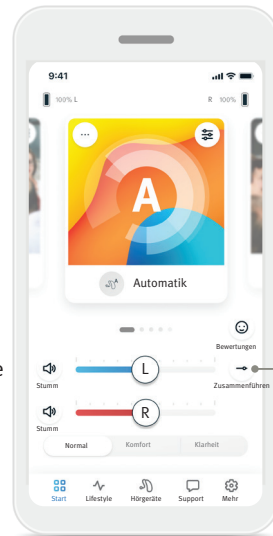 9:41
100% L
R 100%
...
A
A
Automatik
Bewertungen
e
L
Stumm
Zusammenführen
R
Stumm
Normal Komfort Klarheit
Start Lifestyle Hörgeräte Support Mehr